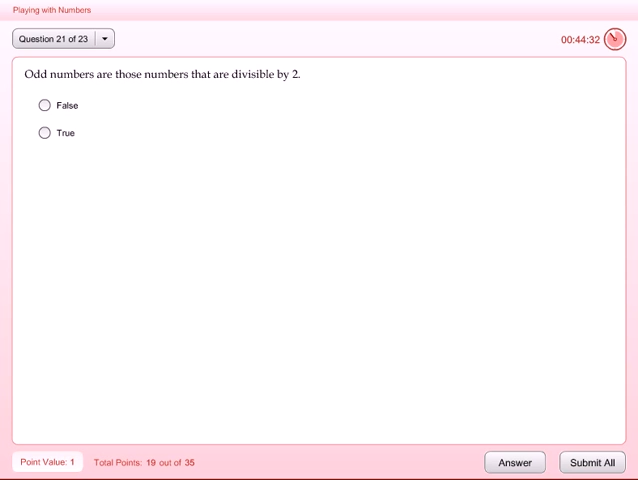 Playing with Numbers
Question 21 of 23
00:44:32
Odd numbers are those numbers that are divisible by 2.
False
True
Point Value: 1
Total Points: 19 out of 35
Answer
Submit All